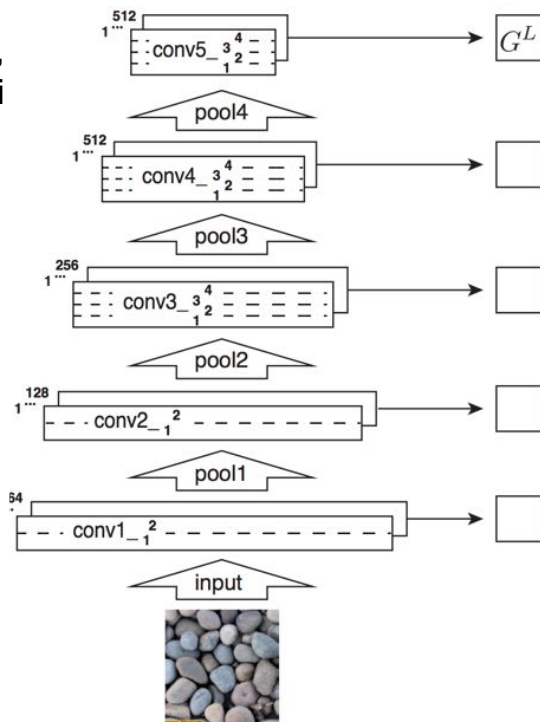 512
1...
conv5_ 1 2 3 4
G^L
,
i
pool4
512
1...
conv4_ 1 2 3 4
pool3
256
1...
conv3_ 1 2 3 4
pool2
128
1...
conv2_ 1 2
pool1
64
conv1_ 1 2
input